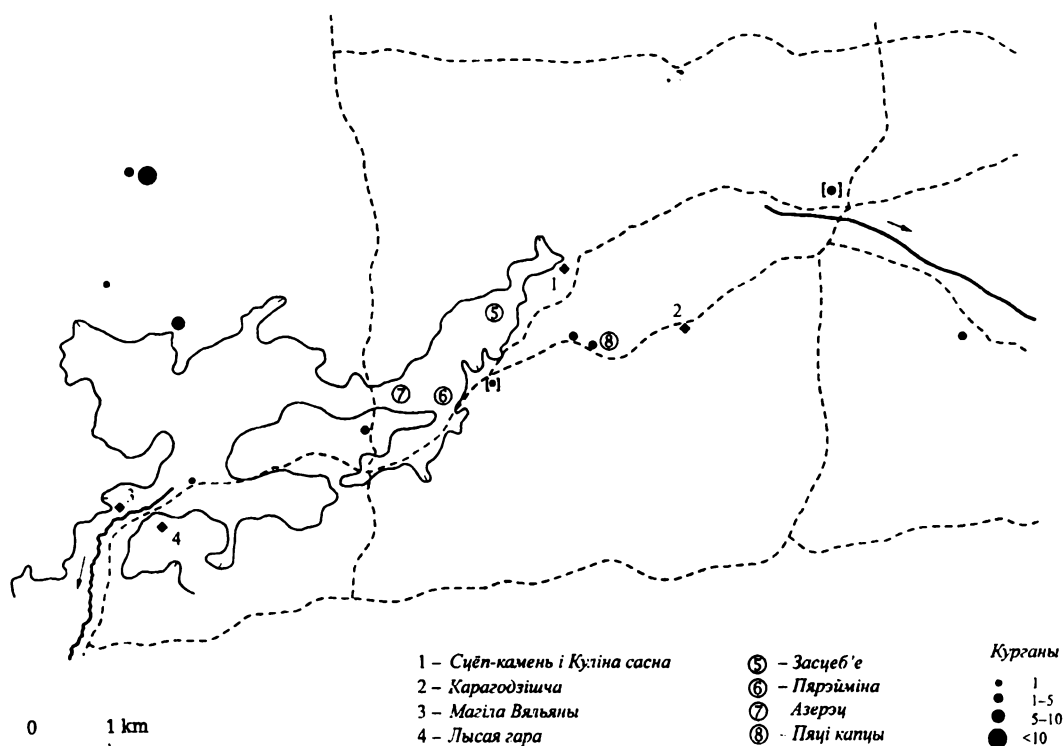 1
2
3
4
5
6
7
8
[•]
[•]
1 – Сцёп-камень і Куліна сасна
2 – Карагодзішча
3 – Магіла Вяльяны
4 – Лысая гара
5 – Засцеб'е
6 – Пярэйміна
7 Азерэц
8 - Пяці капцы
Курганы
1
1–5
5–10
<10
0 1 km